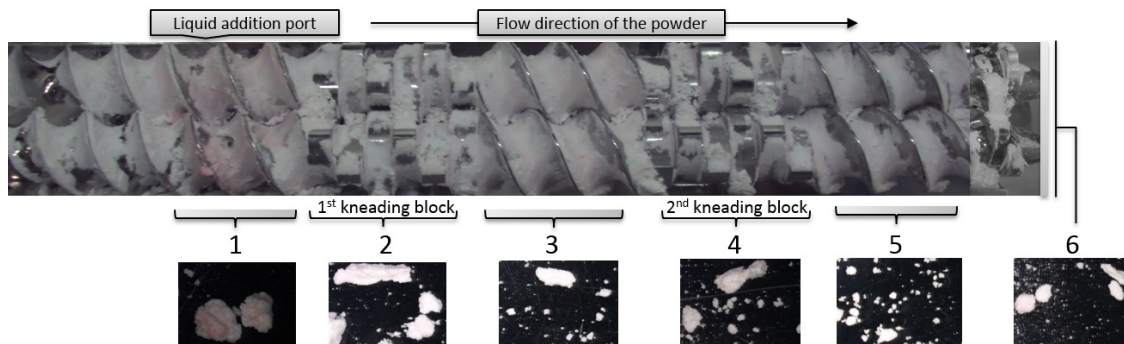 Liquid addition port
Flow direction of the powder
1st kneading block
2nd kneading block
1
2
3
4
5
6